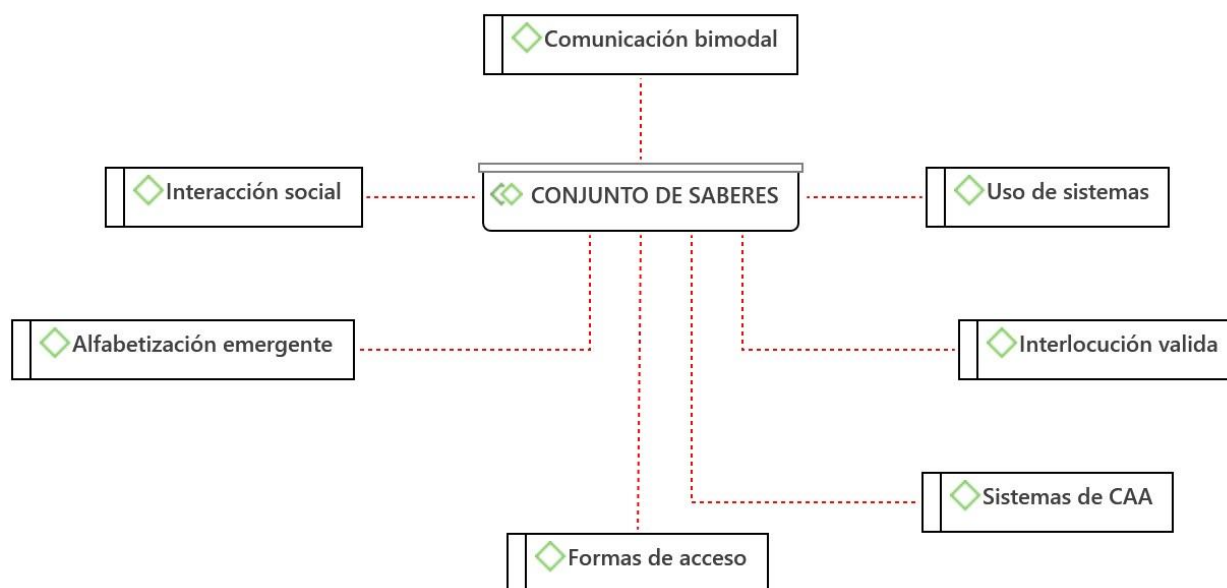 Comunicación bimodal
Interacción social
CONJUNTO DE SABERES
Uso de sistemas
Alfabetización emergente
Interlocución valida
Sistemas de CAA
Formas de acceso